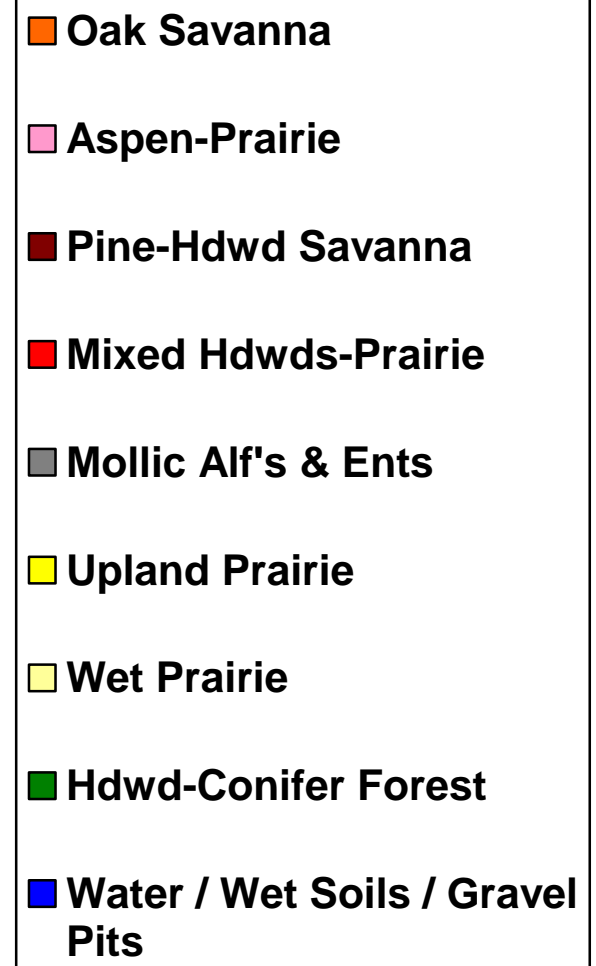 Oak Savanna
Aspen-Prairie
Pine-Hdwd Savanna
Mixed Hdwds-Prairie
Mollic Alf's & Ents
Upland Prairie
Wet Prairie
Hdwd-Conifer Forest
Water / Wet Soils / Gravel
Pits